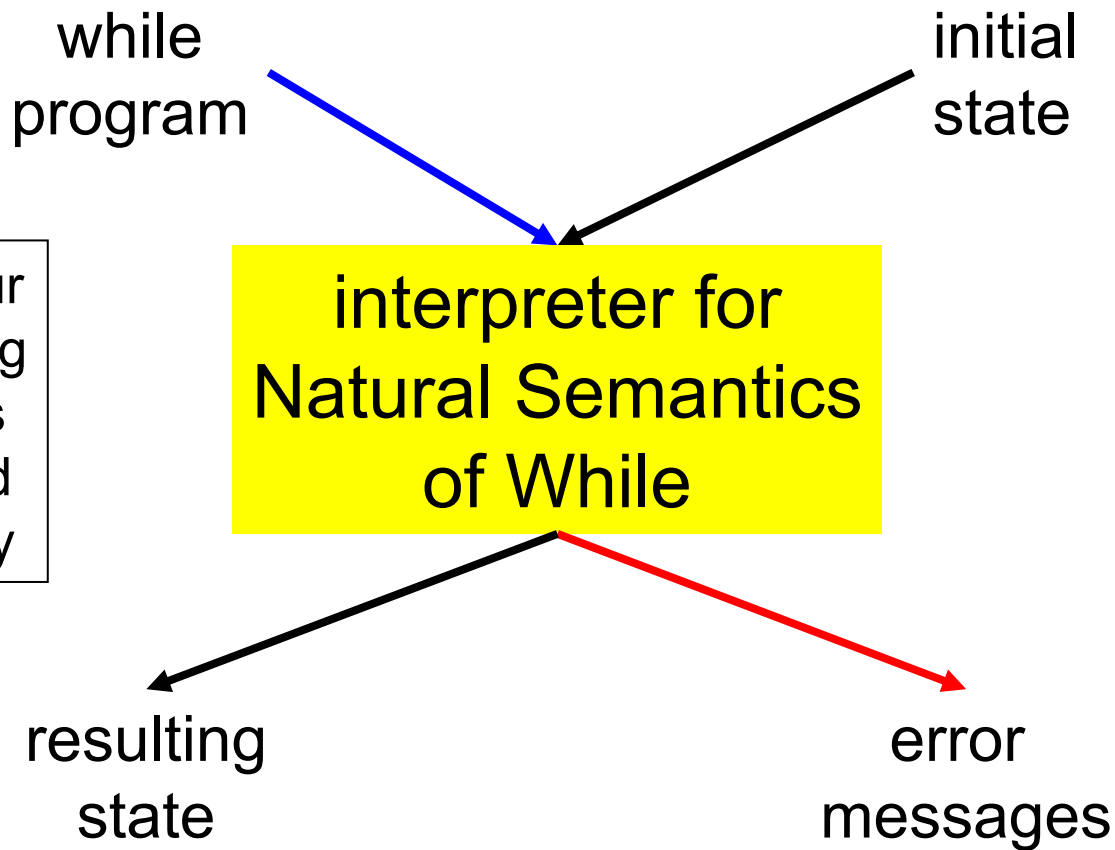 while
program
initial
state
interpreter for
Natural Semantics
of While
resulting
state
error
messages